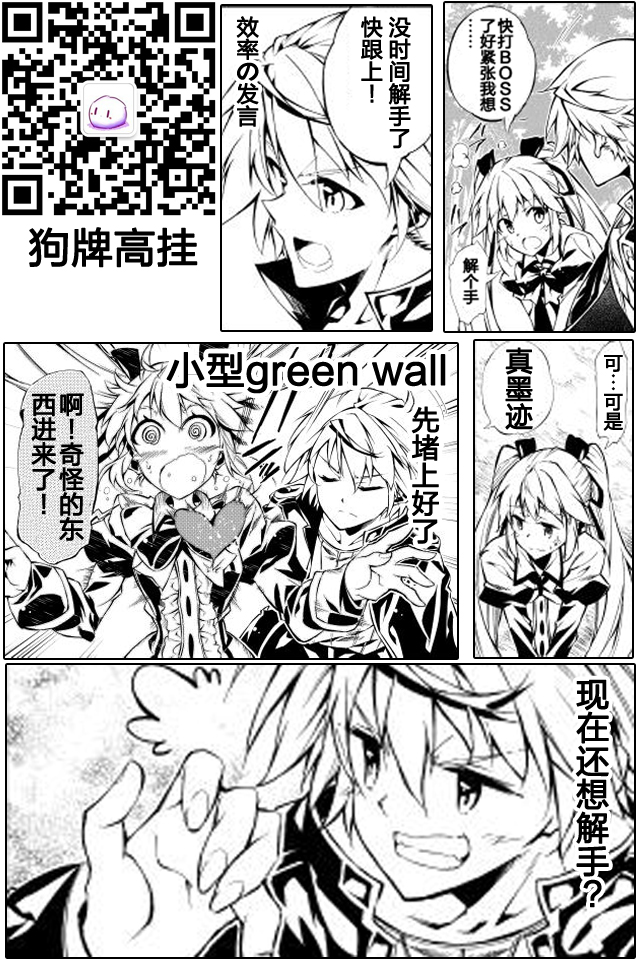 狗牌高挂
快打BOSS
了好紧张我想
……
解个手
没时间解手了
快跟上！
效率の发言
可…可是
真墨迹
小型green wall
先堵上好了
啊！奇怪的东
西进来了！
现在还想解手？